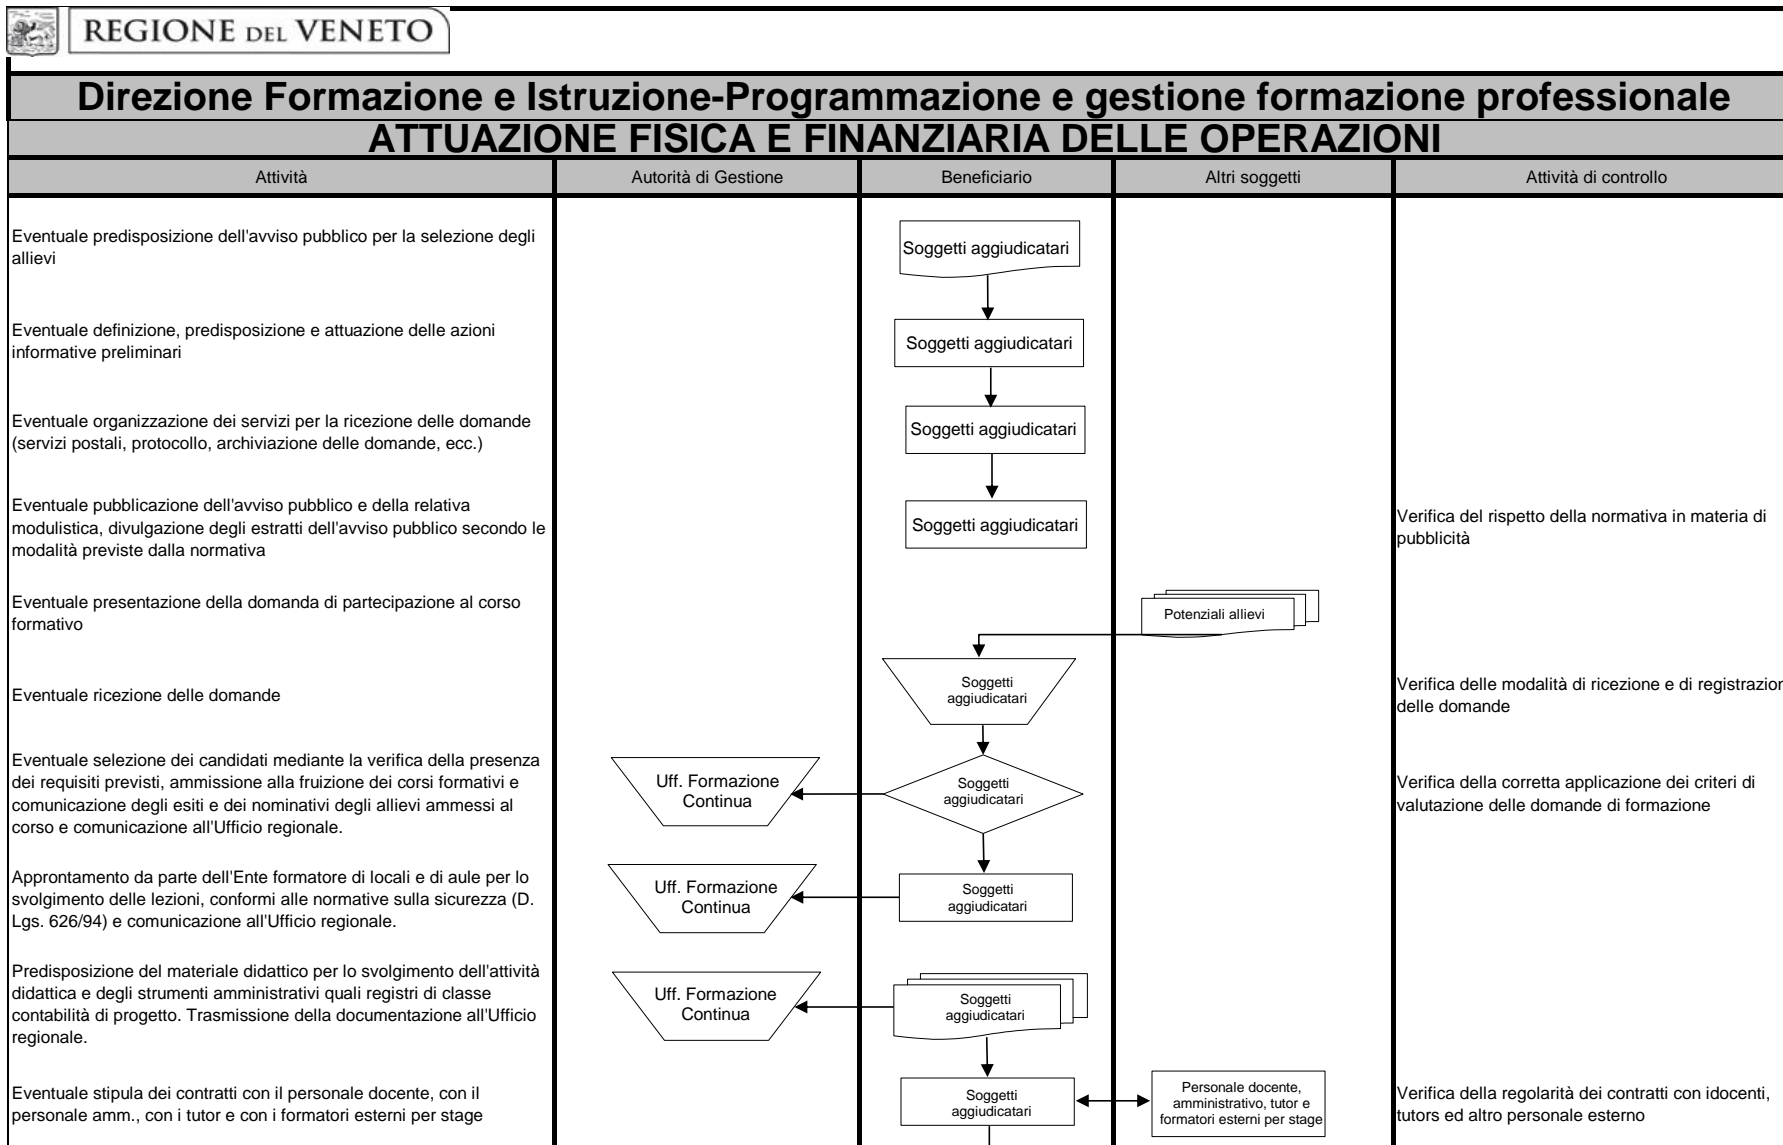 REGIONE DEL VENETO
Direzione Formazione e Istruzione-Programmazione e gestione formazione professionale
ATTUAZIONE FISICA E FINANZIARIA DELLE OPERAZIONI
Attività
Autorità di Gestione
Beneficiario
Altri soggetti
Attività di controllo
Eventuale predisposizione dell'avviso pubblico per la selezione degli
allievi
Soggetti aggiudicatari
Eventuale definizione, predisposizione e attuazione delle azioni
informative preliminari
Soggetti aggiudicatari
Eventuale organizzazione dei servizi per la ricezione delle domande
(servizi postali, protocollo, archiviazione delle domande, ecc.)
Soggetti aggiudicatari
Eventuale pubblicazione dell'avviso pubblico e della relativa
modulistica, divulgazione degli estratti dell'avviso pubblico secondo le
modalità previste dalla normativa
Soggetti aggiudicatari
Verifica del rispetto della normativa in materia di
pubblicità
Eventuale presentazione della domanda di partecipazione al corso
formativo
Potenziali allievi
Eventuale ricezione delle domande
Soggetti
aggiudicatari
Verifica delle modalità di ricezione e di registrazior
delle domande
Eventuale selezione dei candidati mediante la verifica della presenza
dei requisiti previsti, ammissione alla fruizione dei corsi formativi e
comunicazione degli esiti e dei nominativi degli allievi ammessi al
corso e comunicazione all'Ufficio regionale.
Uff. Formazione
Continua
Soggetti
aggiudicatari
Verifica della corretta applicazione dei criteri di
valutazione delle domande di formazione
Approntamento da parte dell'Ente formatore di locali e di aule per lo
svolgimento delle lezioni, conformi alle normative sulla sicurezza (D.
Lgs. 626/94) e comunicazione all'Ufficio regionale.
Uff. Formazione
Continua
Soggetti
aggiudicatari
Predisposizione del materiale didattico per lo svolgimento dell'attività
didattica e degli strumenti amministrativi quali registri di classe
contabilità di progetto. Trasmissione della documentazione all'Ufficio
regionale.
Uff. Formazione
Continua
Soggetti
aggiudicatari
Eventuale stipula dei contratti con il personale docente, con il
personale amm., con i tutor e con i formatori esterni per stage
Soggetti
aggiudicatari
Personale docente,
amministrativo, tutor e
formatori esterni per stage
Verifica della regolarità dei contratti con idocenti,
tutors ed altro personale esterno